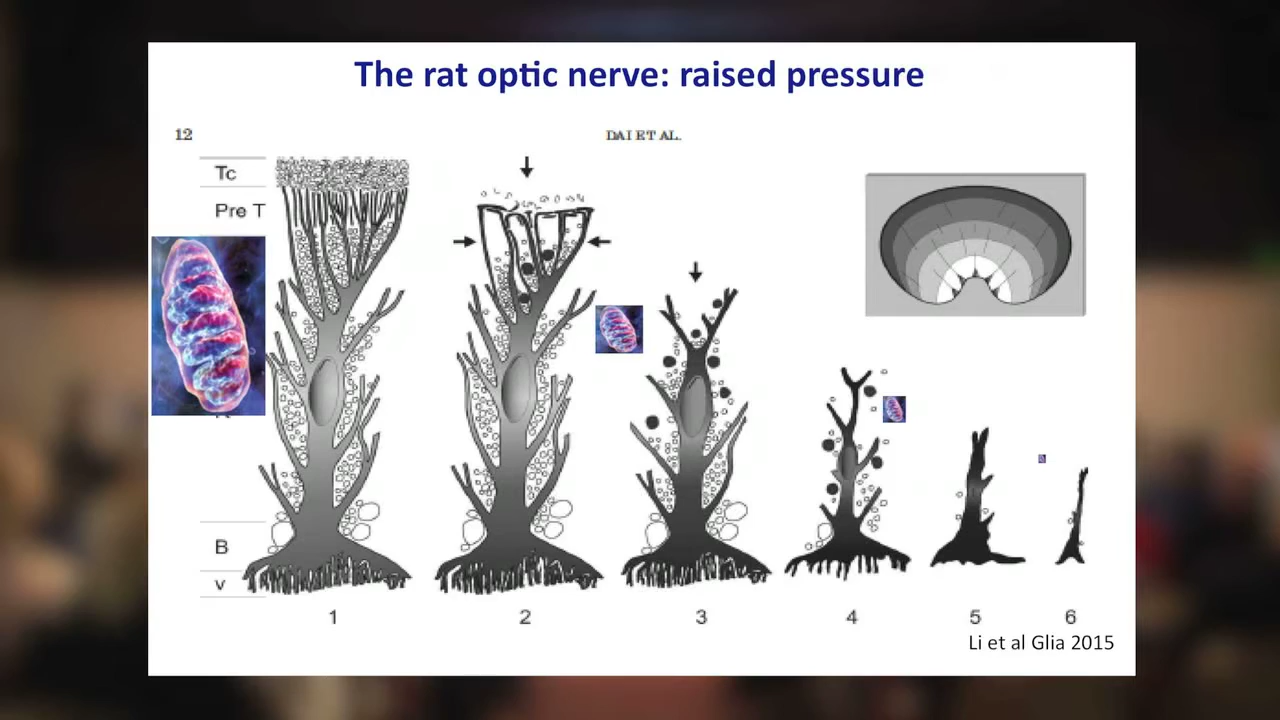 The rat optic nerve: raised pressure
12
DAI ET AL.
Tc
Pre T
B
v
1 2 3 4 5 6
Li et al Glia 2015